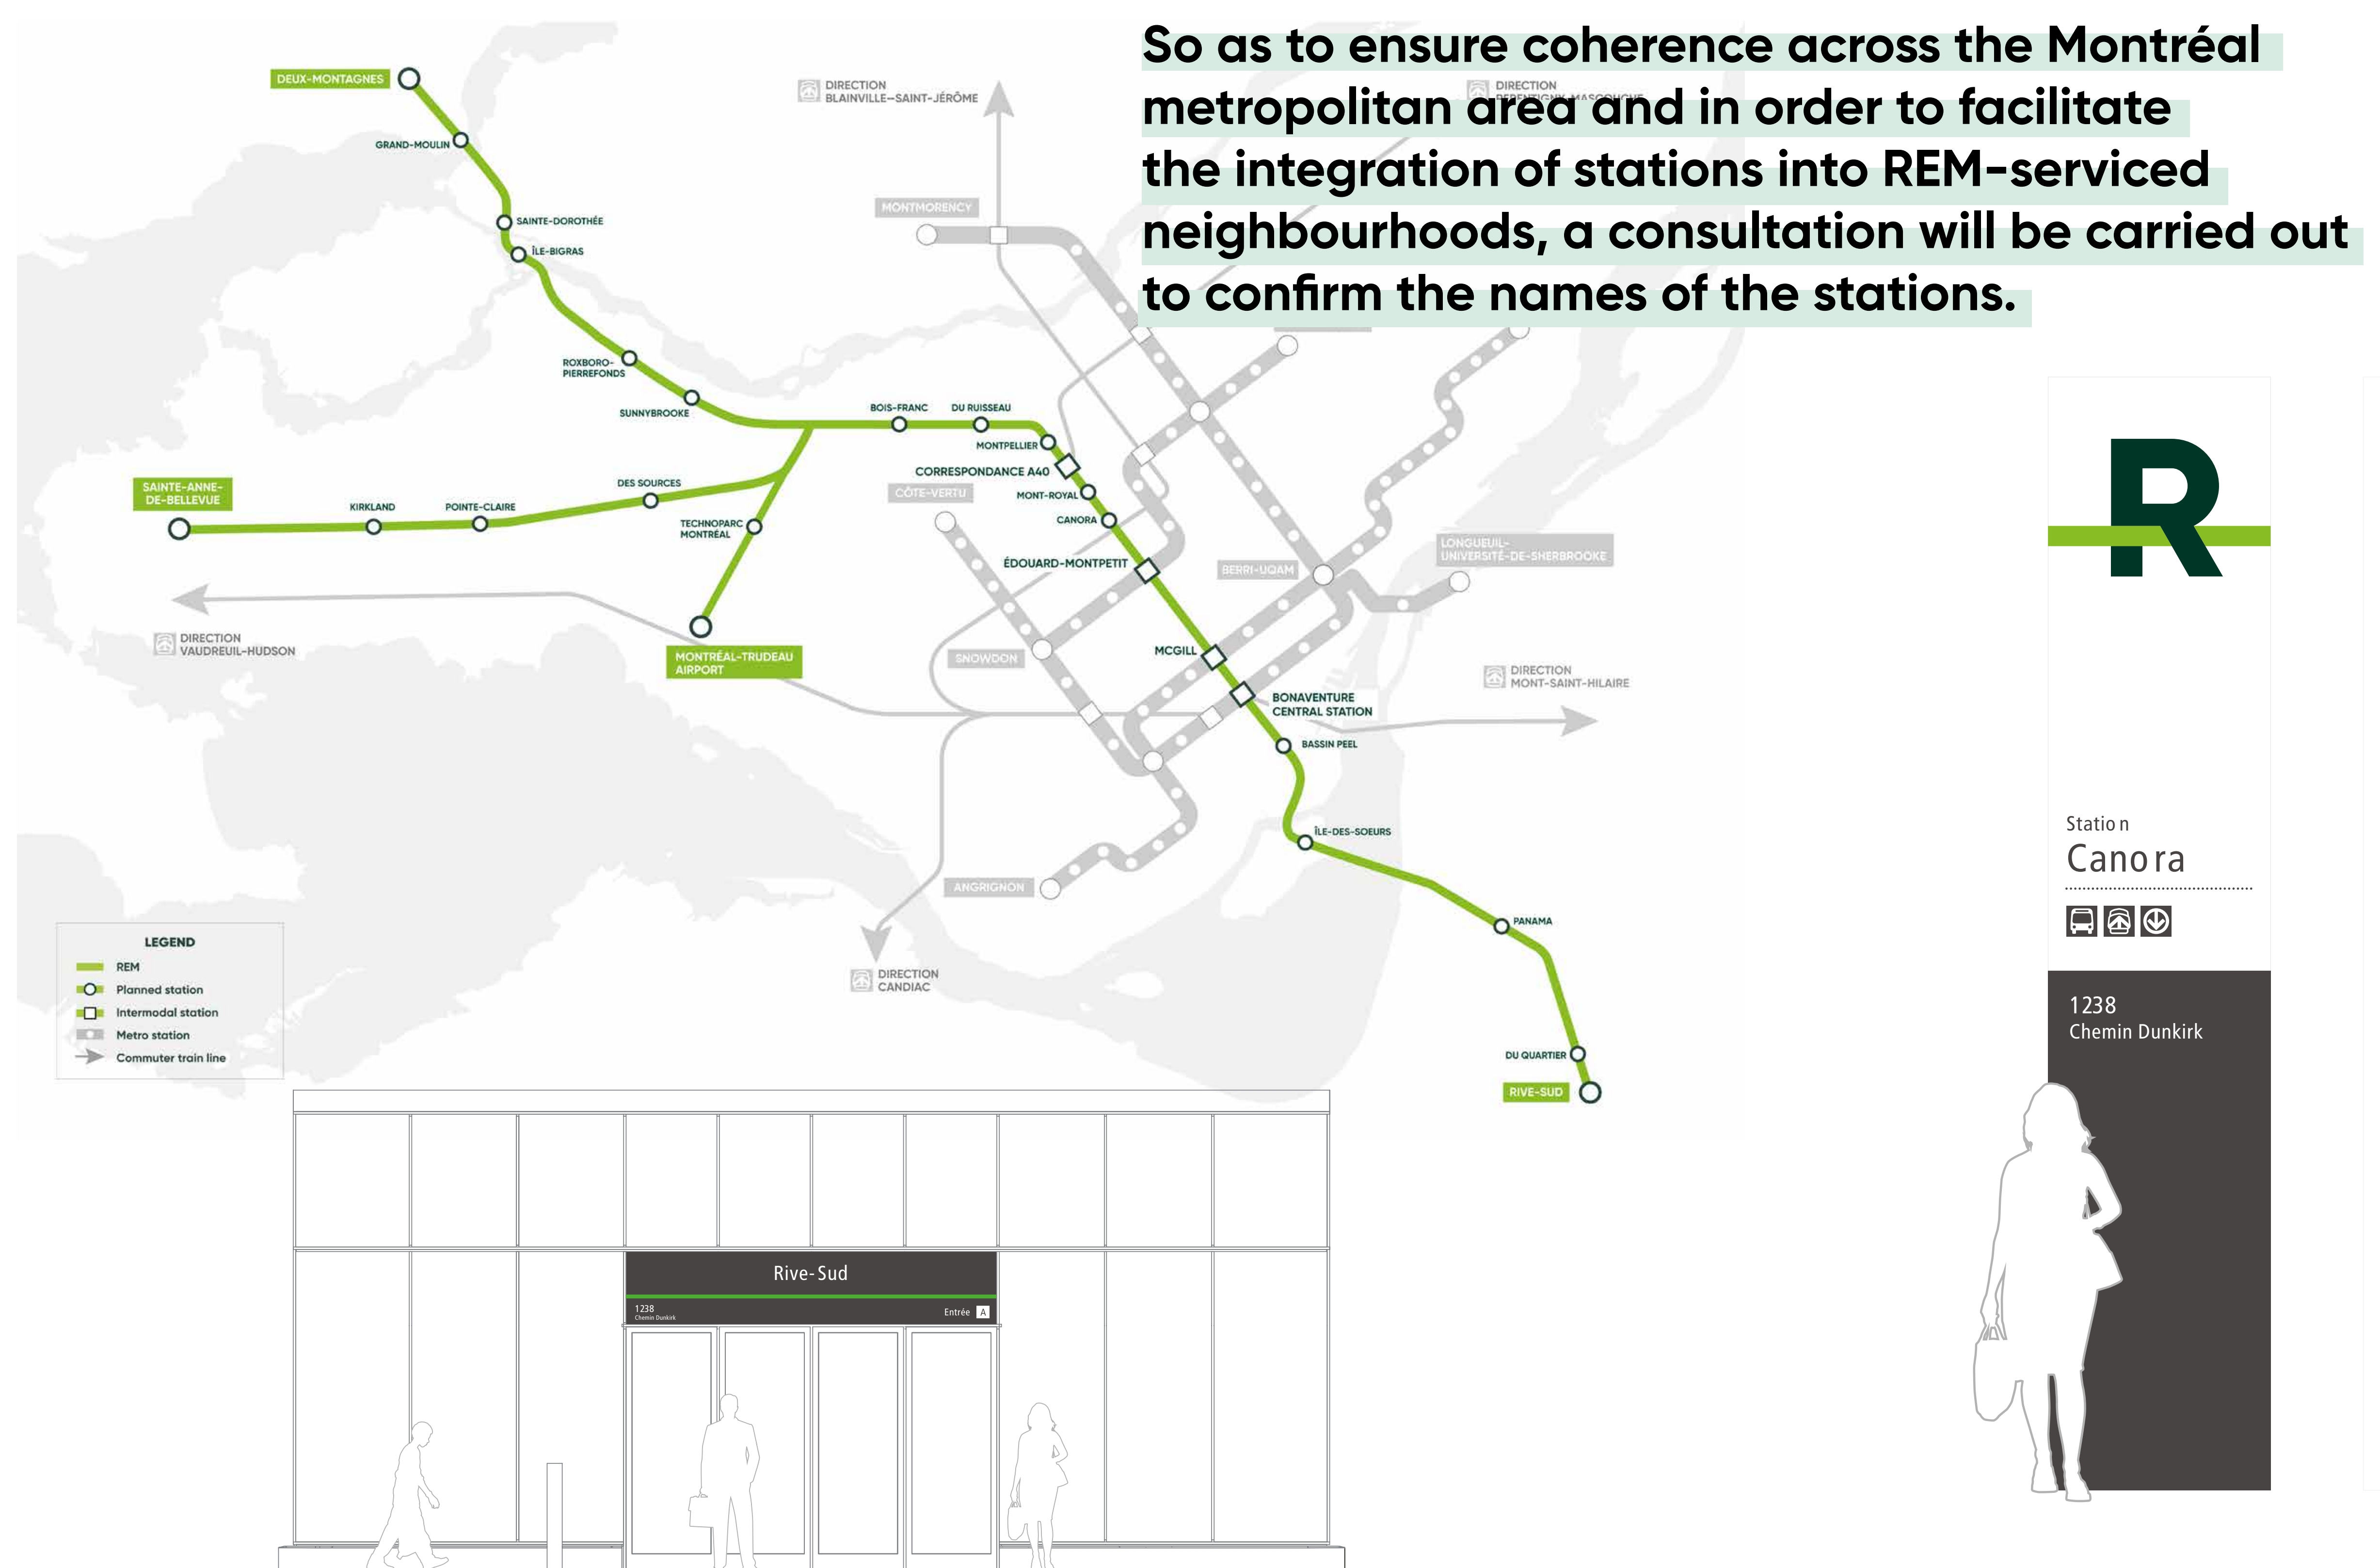 So as to ensure coherence across the Montréal
metropolitan area and in order to facilitate
the integration of stations into REM-serviced
neighbourhoods, a consultation will be carried out
to confirm the names of the stations.
DEUX-MONTAGNES
GRAND-MOULIN
SAINTE-DOROTHÉE
ÎLE-BIGRAS
ROXBORO-
PIERREFONDS
SUNNYBROOKE
BOIS-FRANC
DU RUISSEAU
MONTPELLIER
CORRESPONDANCE A40
MONT-ROYAL
CANORA
ÉDOUARD-MONTPETIT
MCGILL
BONAVENTURE
CENTRAL STATION
BASSIN PEEL
ÎLE-DES-SOEURS
PANAMA
DU QUARTIER
RIVE-SUD
SAINTE-ANNE-
DE-BELLEVUE
KIRKLAND
POINTE-CLAIRE
DES SOURCES
TECHNOPARC
MONTRÉAL
MONTRÉAL-TRUDEAU
AIRPORT
DIRECTION
BLAINVILLE–SAINT-JÉRÔME
DIRECTION
MONTMORENCY
CÔTE-VERTU
SNOWDON
BERRI-UQAM
LONGUEUIL-
UNIVERSITÉ-DE-SHERBROOKE
ANGRIGNON
DIRECTION
VAUDREUIL-HUDSON
DIRECTION
MONT-SAINT-HILAIRE
DIRECTION
CANDIAC
LEGEND
REM
Planned station
Intermodal station
Metro station
Commuter train line
Rive-Sud
1238
Chemin Dunkirk
Entrée A
R
Station
Canora
1238
Chemin Dunkirk